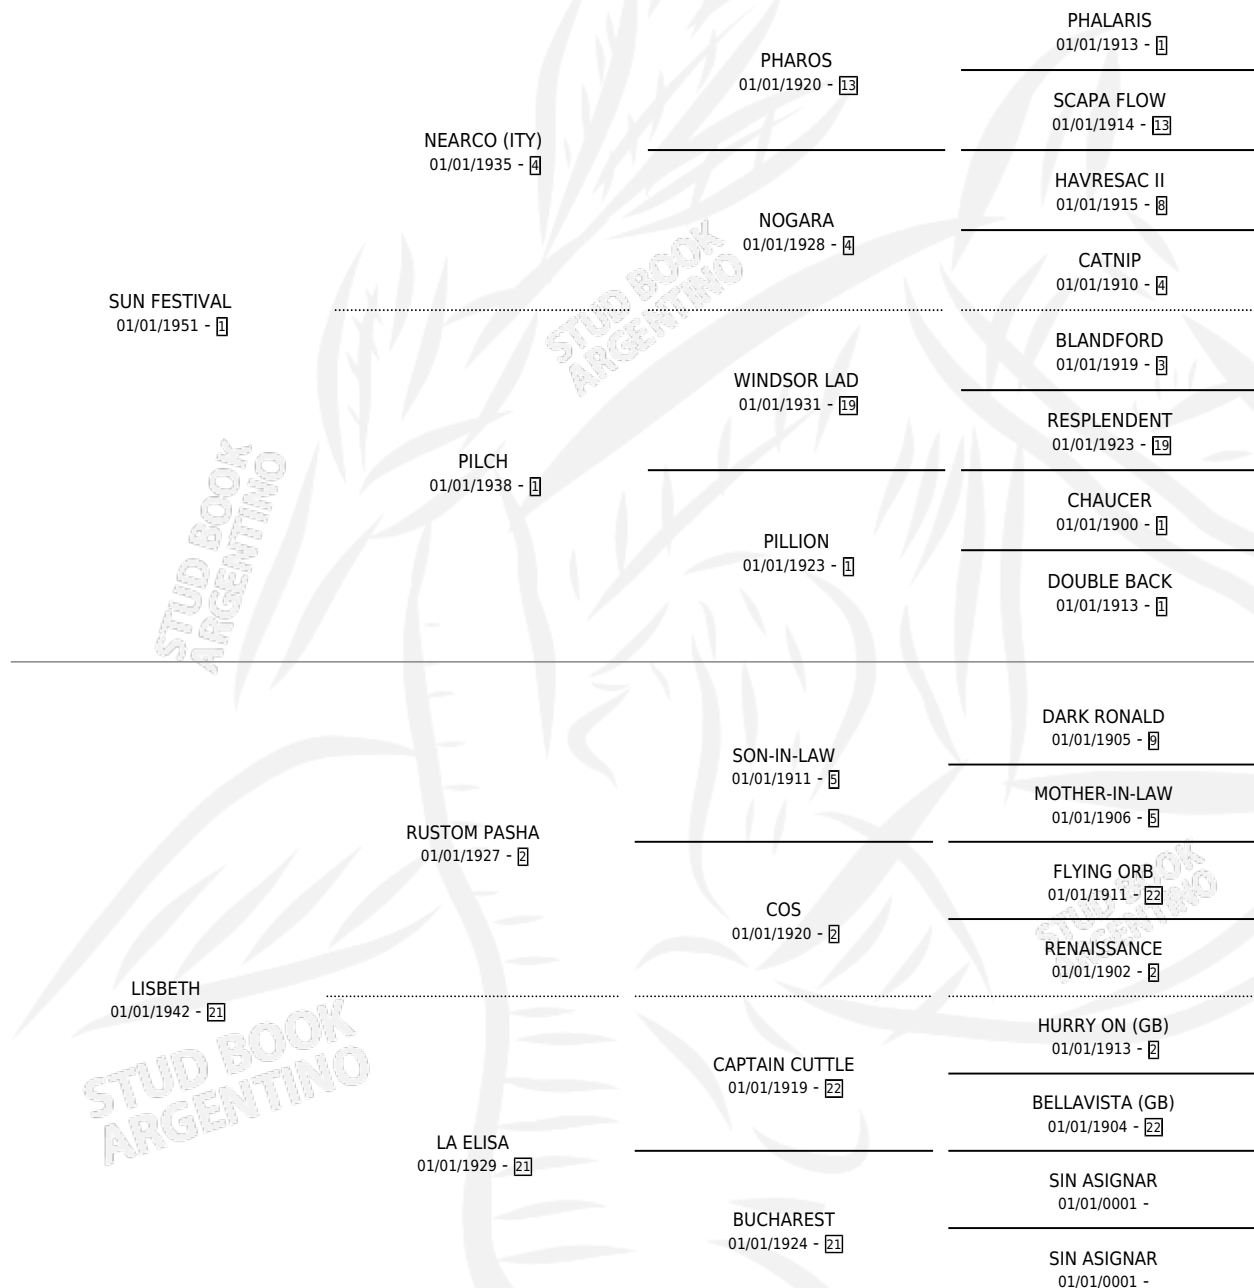 PHALARIS
01/01/1913 - 1
PHAROS
01/01/1920 - 13
SCAPA FLOW
01/01/1914 - 13
NEARCO (ITY)
01/01/1935 - 4
HAVRESAC II
01/01/1915 - 8
NOGARA
01/01/1928 - 4
CATNIP
01/01/1910 - 4
SUN FESTIVAL
01/01/1951 - 1
STUD BOOK
ARGENTINO
BLANDFORD
01/01/1919 - 3
WINDSOR LAD
01/01/1931 - 19
RESPLENDENT
01/01/1923 - 19
PILCH
01/01/1938 - 1
CHAUCER
01/01/1900 - 1
PILLION
01/01/1923 - 1
DOUBLE BACK
01/01/1913 - 1
STUD BOOK
ARGENTINO
DARK RONALD
01/01/1905 - 9
SON-IN-LAW
01/01/1911 - 5
MOTHER-IN-LAW
01/01/1906 - 5
RUSTOM PASHA
01/01/1927 - 2
FLYING ORB
01/01/1911 - 22
COS
01/01/1920 - 2
STUD BOOK
ARGENTINO
RENAISSANCE
01/01/1902 - 2
LISBETH
01/01/1942 - 21
HURRY ON (GB)
01/01/1913 - 2
CAPTAIN CUTTLE
01/01/1919 - 22
BELLAVISTA (GB)
01/01/1904 - 22
STUD BOOK
ARGENTINO
LA ELISA
01/01/1929 - 21
SIN ASIGNAR
01/01/0001 -
BUCHAREST
01/01/1924 - 21
SIN ASIGNAR
01/01/0001 -